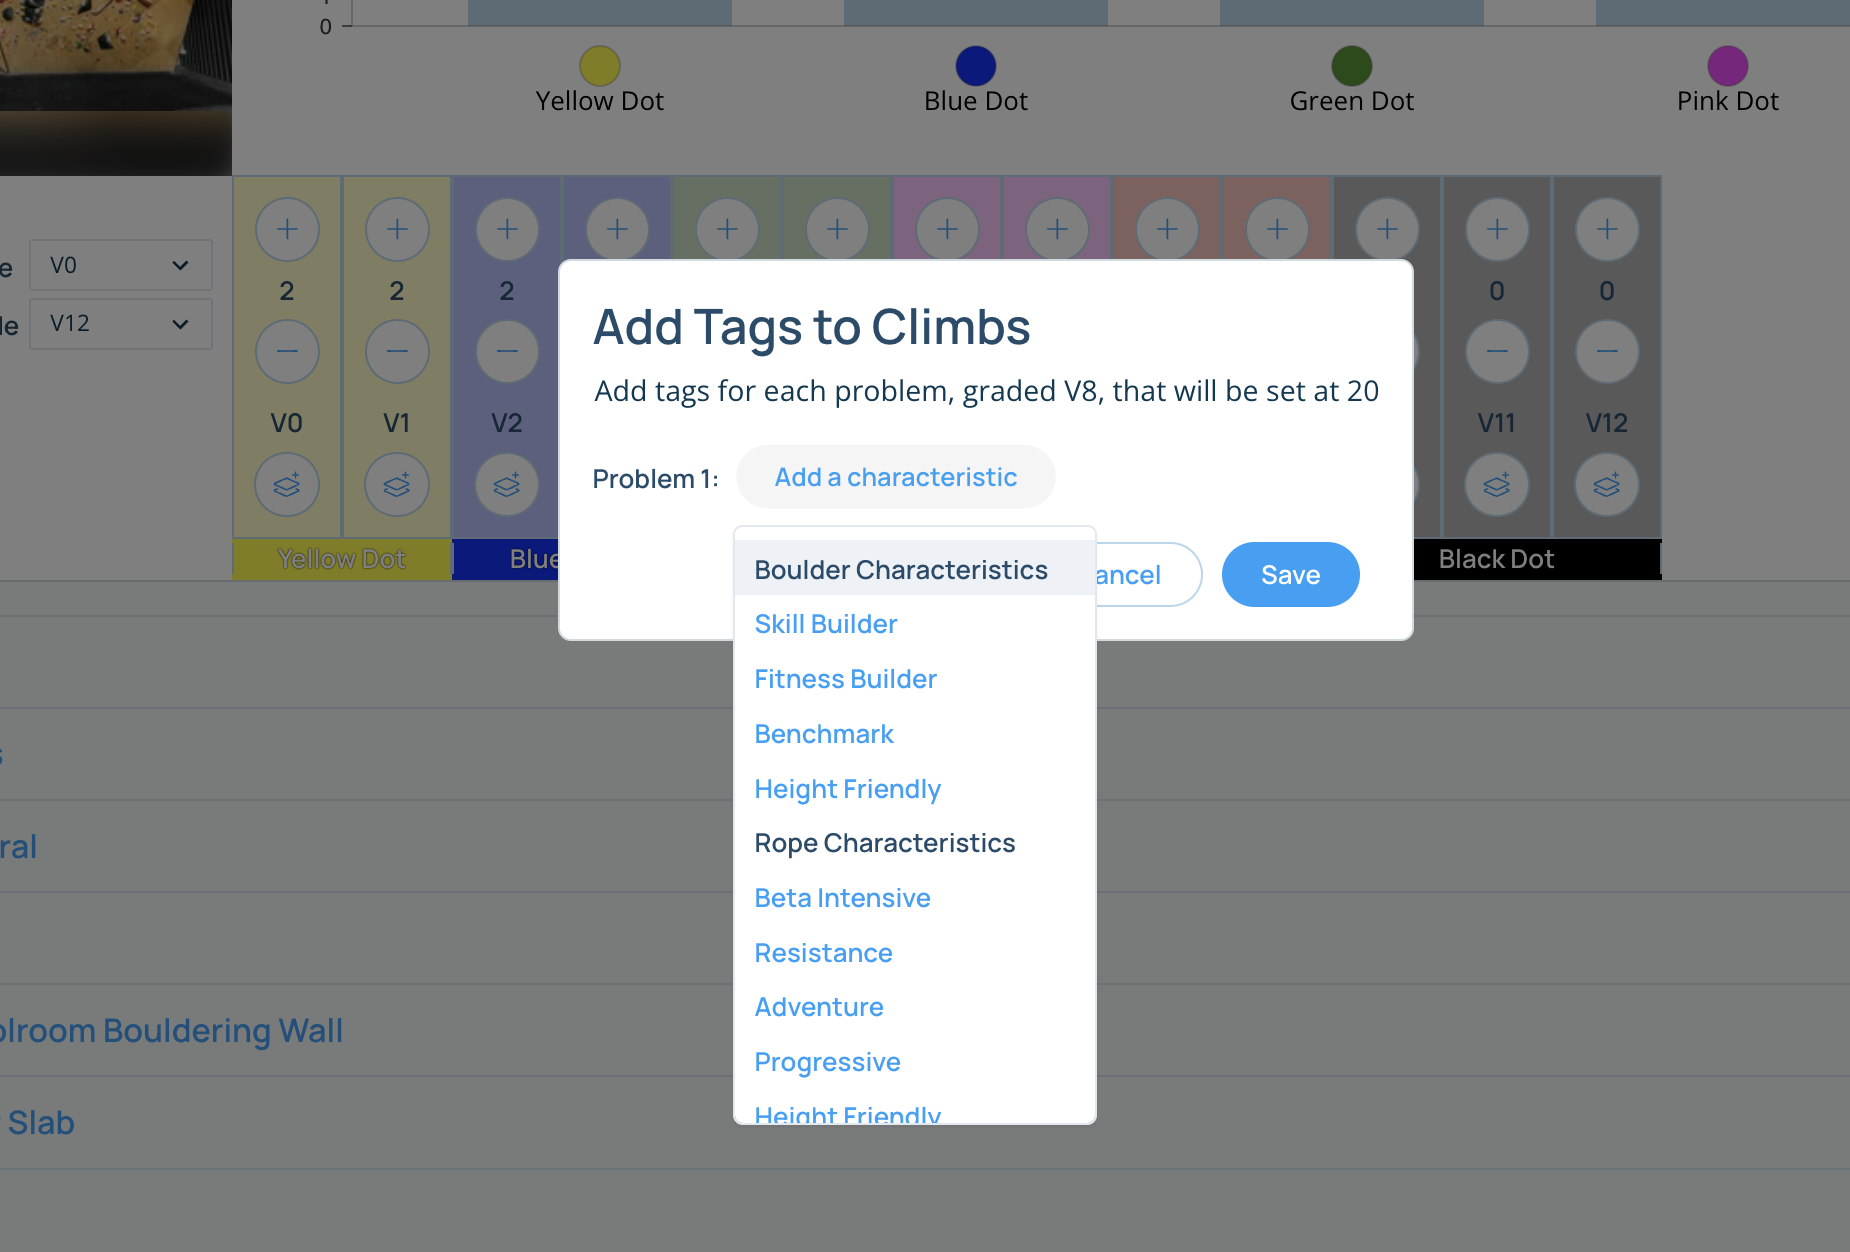 0
Yellow Dot
Blue Dot
Green Dot
Pink Dot
e
V0
le
V12
2
2
2
0
0
V0
V1
V2
V11
V12
Yellow Dot
Blue
Black Dot
Add Tags to Climbs
Add tags for each problem, graded V8, that will be set at 20
Problem 1:
Add a characteristic
ancel
Save
Boulder Characteristics
Skill Builder
Fitness Builder
Benchmark
Height Friendly
Rope Characteristics
Beta Intensive
Resistance
Adventure
Progressive
Height Friendly
s
ral
olroom Bouldering Wall
Slab